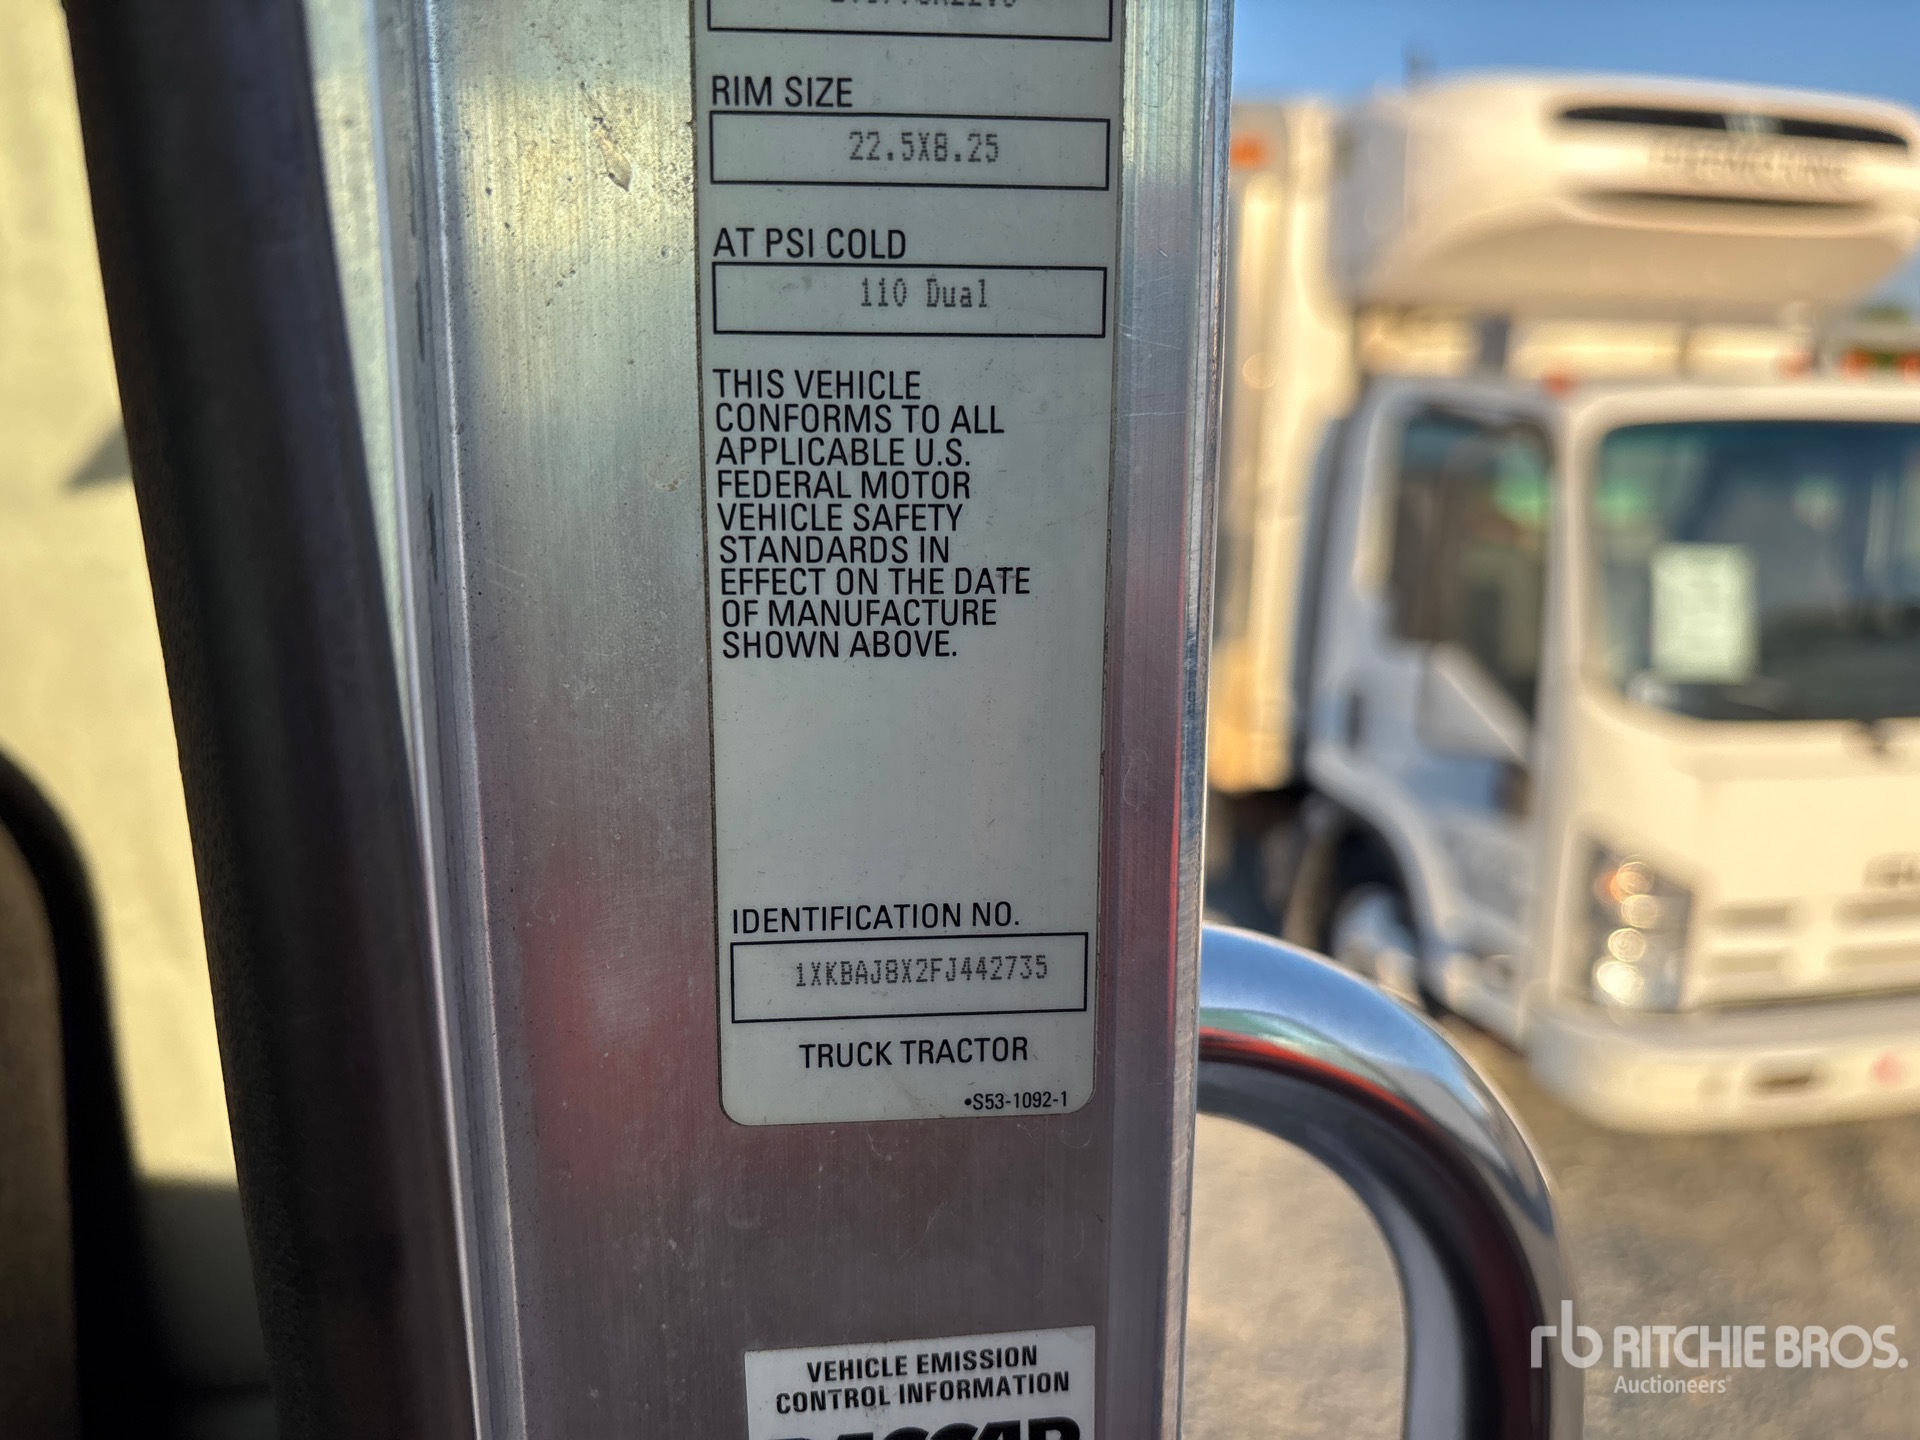 RIM SIZE
22.5X8.25
AT PSI COLD
110 Dual
THIS VEHICLE
CONFORMS TO ALL
APPLICABLE U.S.
FEDERAL MOTOR
VEHICLE SAFETY
STANDARDS IN
EFFECT ON THE DATE
OF MANUFACTURE
SHOWN ABOVE.
IDENTIFICATION NO.
1XKBAJ8X2FJ442735
TRUCK TRACTOR
•S53-1092-1
VEHICLE EMISSION
CONTROL INFORMATION
PACCAR
rb RITCHIE BROS.
Auctioneers